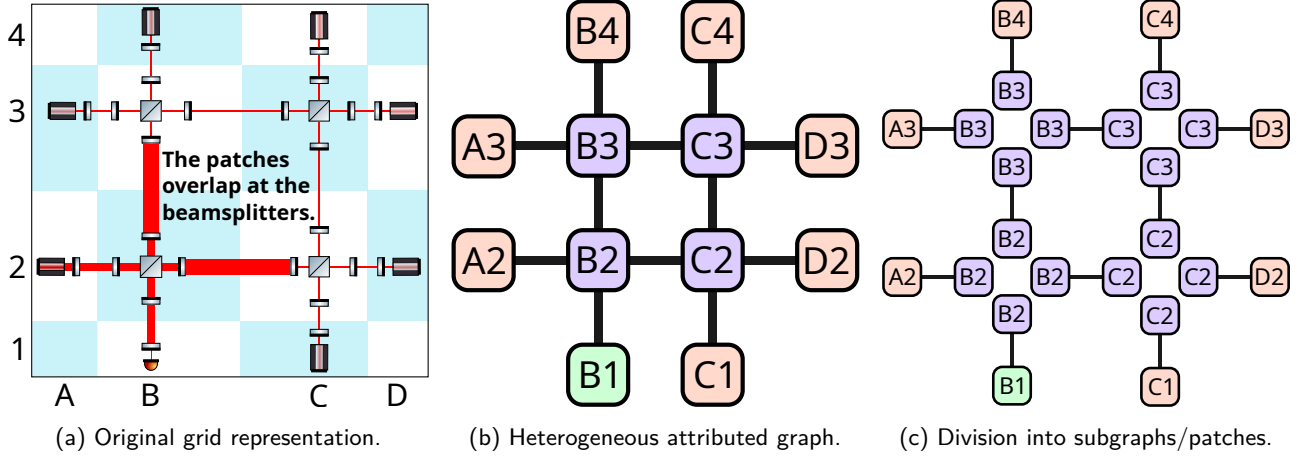 4
3
2
1
A B C D
The patches
overlap at the
beamsplitters.
(a) Original grid representation.
B4 C4
A3 B3 C3 D3
A2 B2 C2 D2
B1 C1
(b) Heterogeneous attributed graph.
B4 C4
B3 C3
A3 B3 B3 C3 C3 D3
B3 C3
B2 C2
A2 B2 B2 C2 C2 D2
B2 C2
B1 C1
(c) Division into subgraphs/patches.